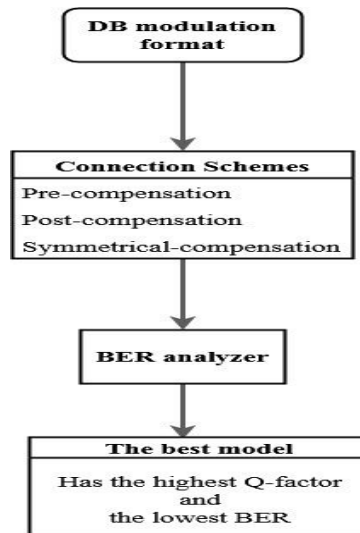 DB modulation
format
Connection Schemes
Pre-compensation
Post-compensation
Symmetrical-compensation
BER analyzer
The best model
Has the highest Q-factor
and
the lowest BER